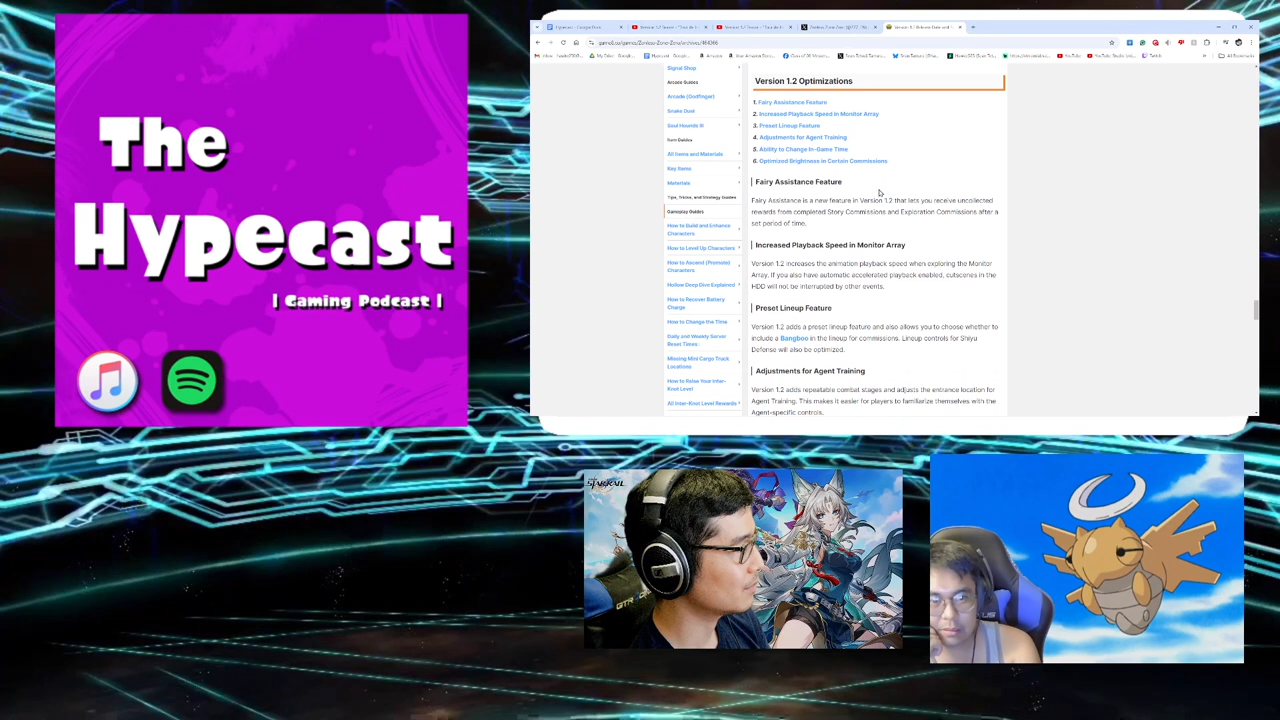 The
Hypecast
| Gaming Podcast |
Version 1.2 Optimizations
1. Fairy Assistance Feature
2. Increased Playback Speed in Monitor Array
3. Preset Lineup Feature
4. Adjustments for Agent Training
5. Ability to Change In-Game Time
6. Optimized Brightness in Certain Commissions
Fairy Assistance Feature
Fairy Assistance is a new feature in Version 1.2 that lets you receive uncollected
rewards from completed Story Commissions and Exploration Commissions after a
set period of time.
Increased Playback Speed in Monitor Array
Version 1.2 increases the animation playback speed when exploring the Monitor
Array. If you also have automatic accelerated playback enabled, cutscenes in the
HDD will not be interrupted by other events.
Preset Lineup Feature
Version 1.2 adds a preset lineup feature and also allows you to choose whether to
include a Bangboo in the lineup for commissions. Lineup controls for Shiyu
Defense will also be optimized.
Adjustments for Agent Training
Version 1.2 adds repeatable combat stages and adjusts the entrance location for
Agent Training. This makes it easier for players to familiarize themselves with the
Agent-specific controls.
Signal Shop
Arcade Guides
Arcade (Godfinger)
Snake Duel
Soul Hounds III
Item Guides
All Items and Materials
Key Items
Materials
Tips, Tricks, and Strategy Guides
Gameplay Guides
How to Build and Enhance
Characters
How to Level Up Characters
How to Ascend (Promote)
Characters
Hollow Deep Dive Explained
How to Recover Battery
Charge
How to Change the Time
Daily and Weekly Server
Reset Times
Missing Mini Cargo Truck
Locations
How to Raise Your Inter-
Knot Level
All Inter-Knot Level Rewards
STAR RAIL